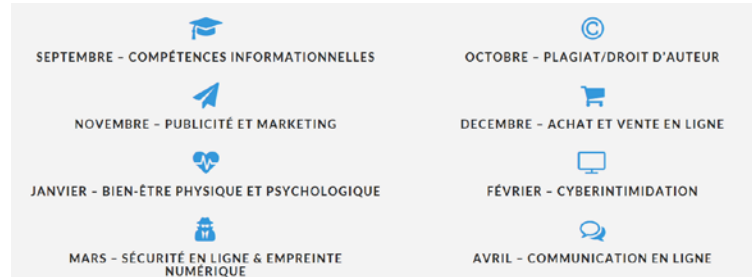 SEPTEMBRE – COMPÉTENCES INFORMATIONNELLES
OCTOBRE – PLAGIAT/DROIT D'AUTEUR
NOVEMBRE – PUBLICITÉ ET MARKETING
DECEMBRE – ACHAT ET VENTE EN LIGNE
JANVIER – BIEN-ÊTRE PHYSIQUE ET PSYCHOLOGIQUE
FÉVRIER – CYBERINTIMIDATION
MARS – SÉCURITÉ EN LIGNE & EMPREINTE
NUMÉRIQUE
AVRIL – COMMUNICATION EN LIGNE